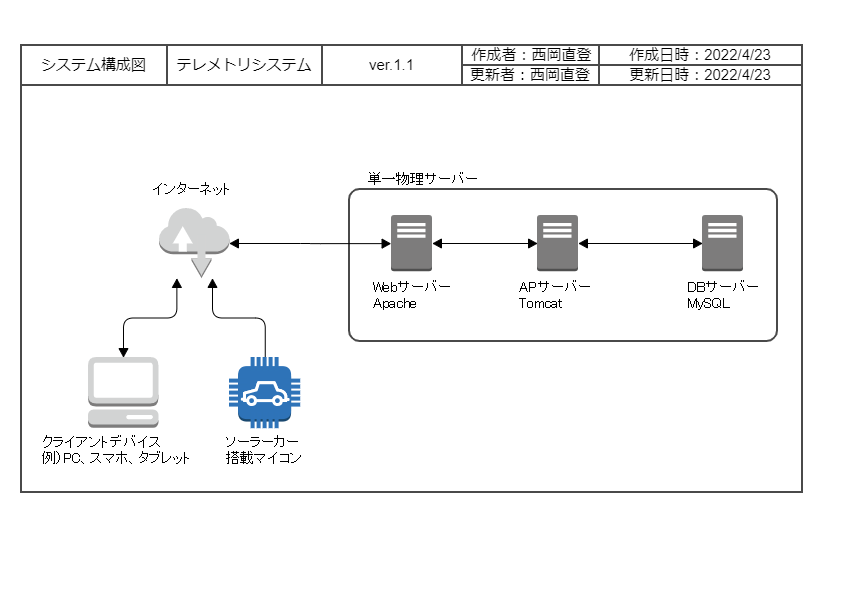 システム構成図
テレメトリシステム
ver.1.1
作成者：西岡直登
作成日時：2022/4/23
更新者：西岡直登
更新日時：2022/4/23
単一物理サーバー
インターネット
Webサーバー
Apache
APサーバー
Tomcat
DBサーバー
MySQL
クライアントデバイス
例）PC、スマホ、タブレット
ソーラーカー
搭載マイコン